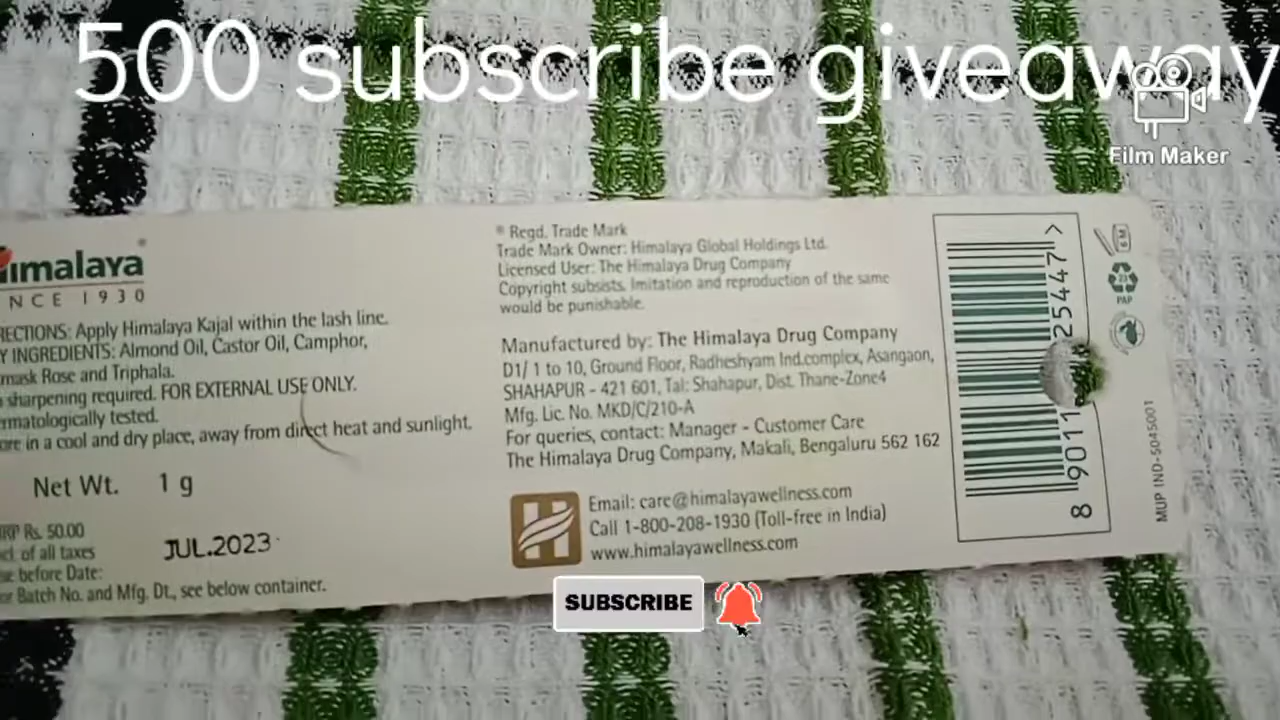 500 subscribe giveaway
Film Maker
Himalaya
NCE 1930
RECTIONS: Apply Himalaya Kajal within the lash line.
Y INGREDIENTS: Almond Oil, Castor Oil, Camphor,
mask Rose and Triphala.
sharpening required. FOR EXTERNAL USE ONLY.
rmatologically tested.
ore in a cool and dry place, away from direct heat and sunlight.
Net Wt. 1 g
RP Rs. 50.00
cl. of all taxes
JUL.2023
se before Date:
or Batch No. and Mfg. Dt., see below container.
® Regd. Trade Mark
Trade Mark Owner: Himalaya Global Holdings Ltd.
Licensed User: The Himalaya Drug Company
Copyright subsists. Imitation and reproduction of the same
would be punishable.
Manufactured by: The Himalaya Drug Company
D1/ 1 to 10, Ground Floor, Radheshyam Ind.complex, Asangaon,
SHAHAPUR - 421 601, Tal: Shahapur, Dist. Thane-Zone4
Mfg. Lic. No. MKD/C/210-A
For queries, contact: Manager - Customer Care
The Himalaya Drug Company, Makali, Bengaluru 562 162
Email: care@himalayawellness.com
Call 1-800-208-1930 (Toll-free in India)
www.himalayawellness.com
8 9011 25447 >
PAP
MUP IND-5045001
SUBSCRIBE